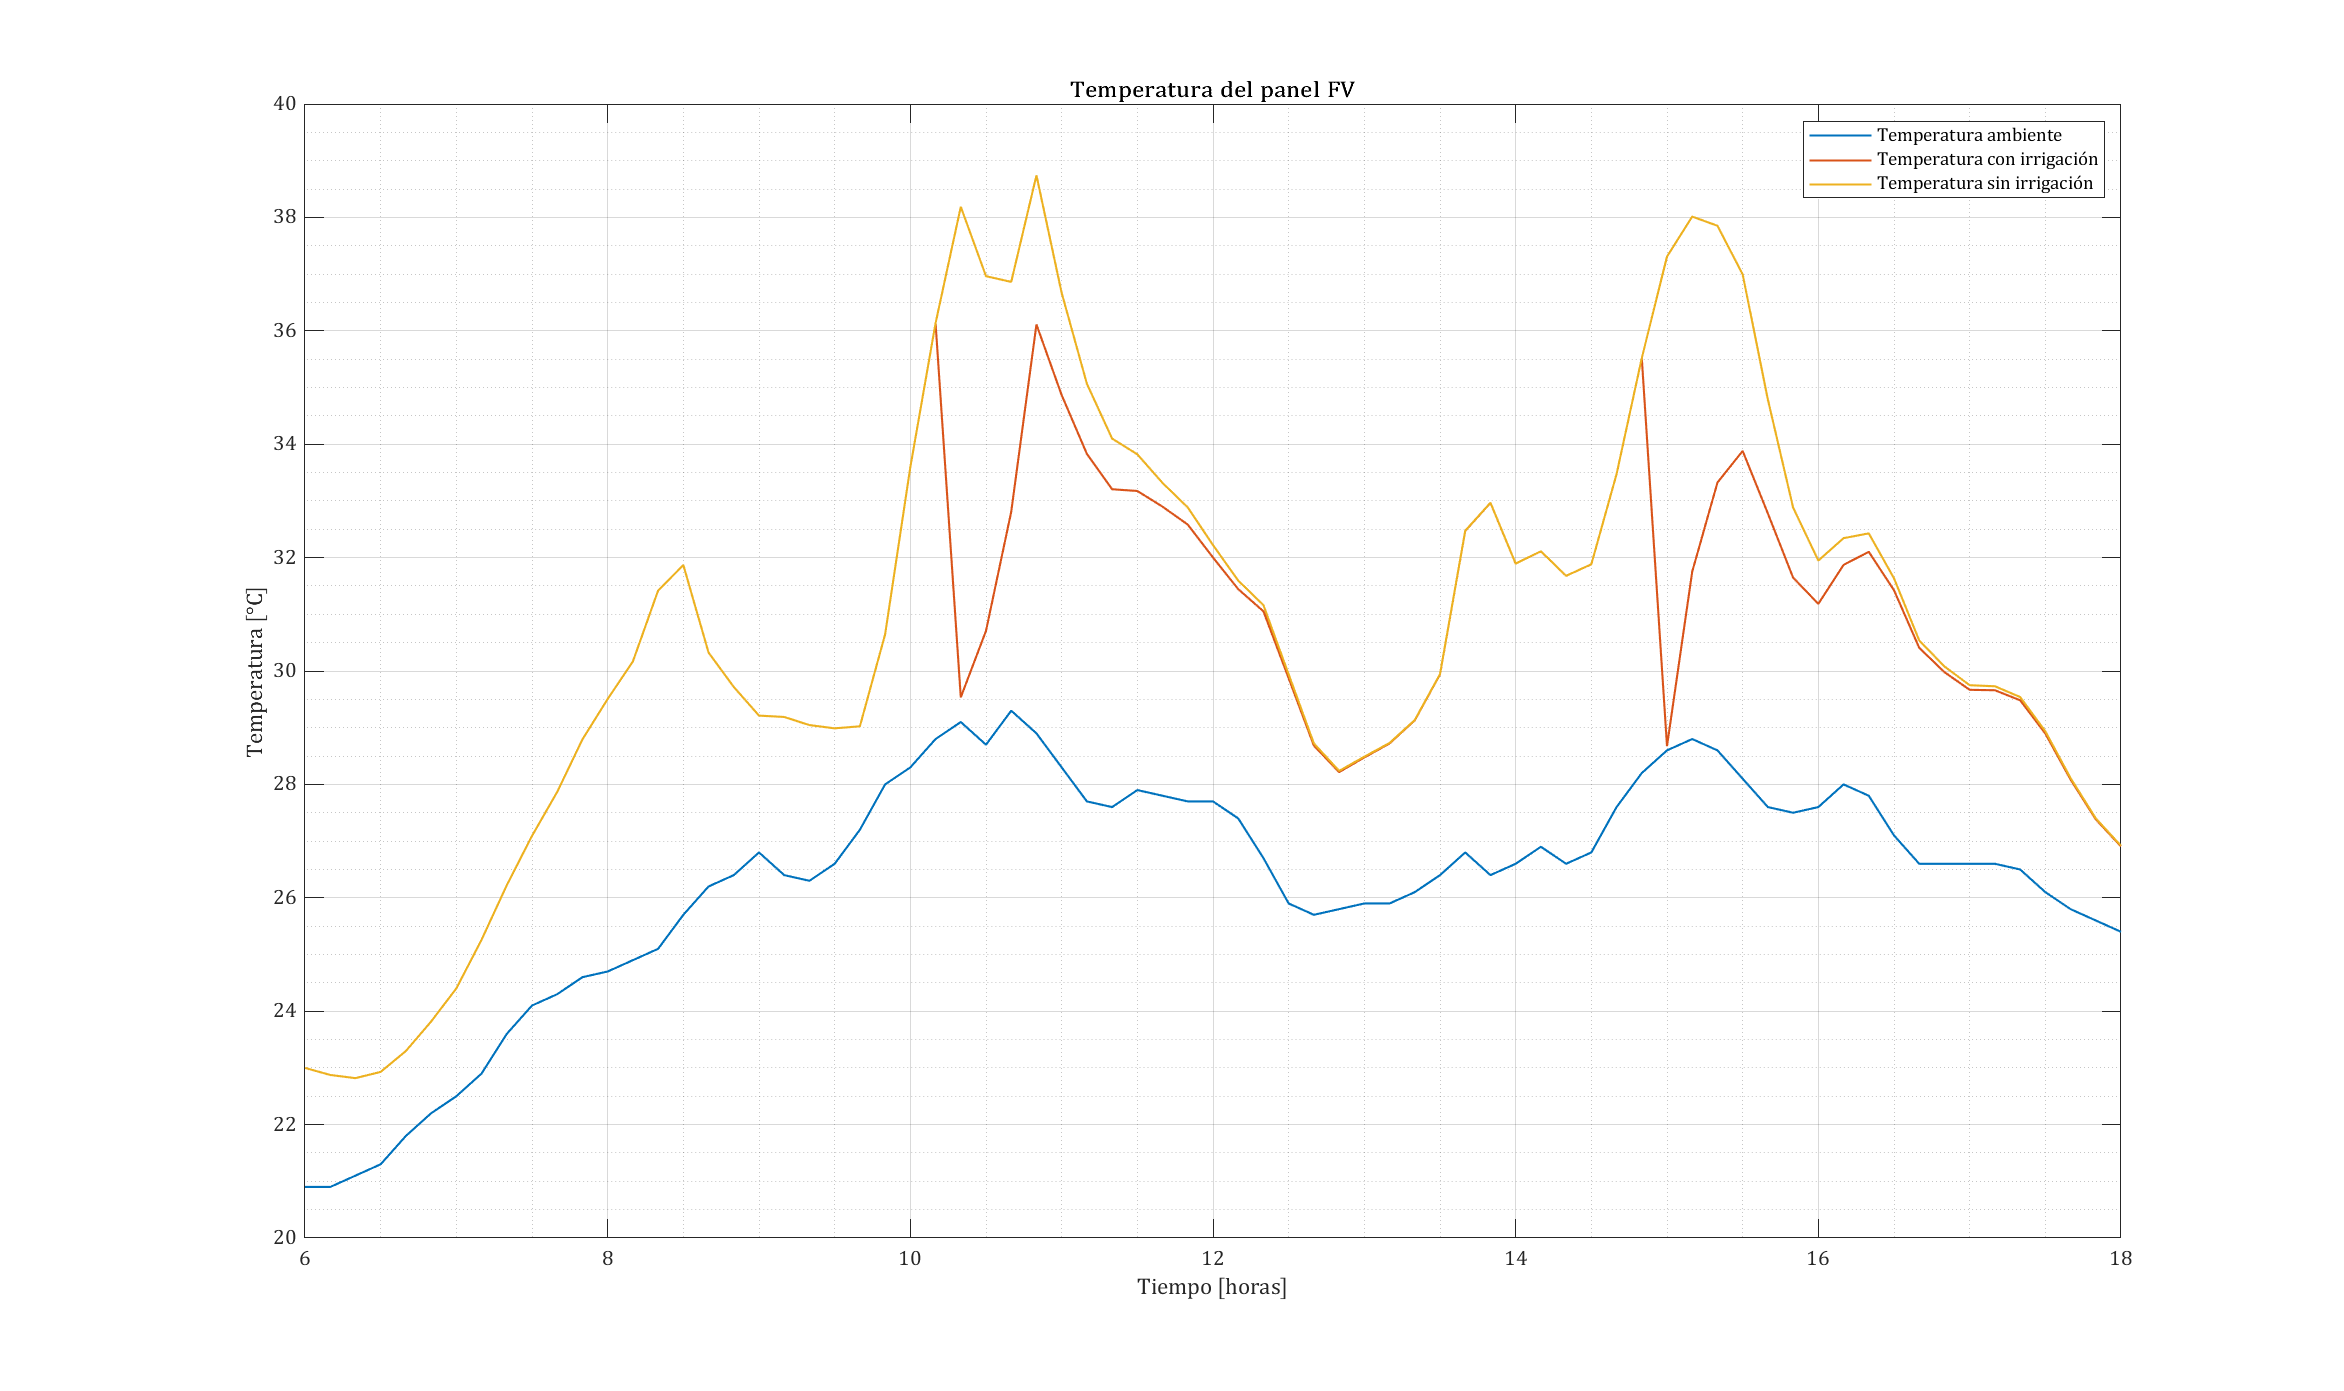 Temperatura del panel FV
Temperatura ambiente
Temperatura con irrigación
Temperatura sin irrigación
40
38
36
34
32
30
28
26
24
22
20
Temperatura [°C]
6 8 10 12 14 16 18
Tiempo [horas]